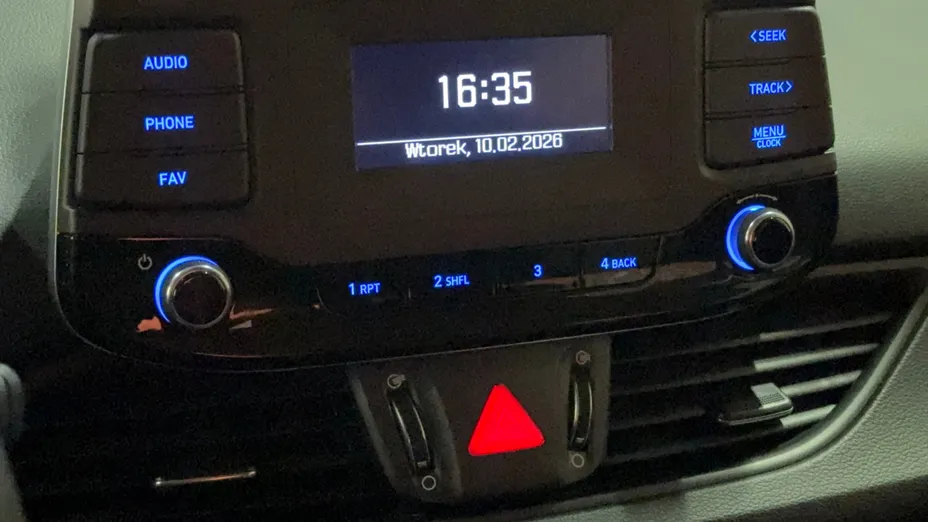 AUDIO
PHONE
FAV
16:35
Wtorek, 10.02.2026
<SEEK
TRACK>
MENU
CLOCK
1 RPT
2 SHFL
3
4 BACK